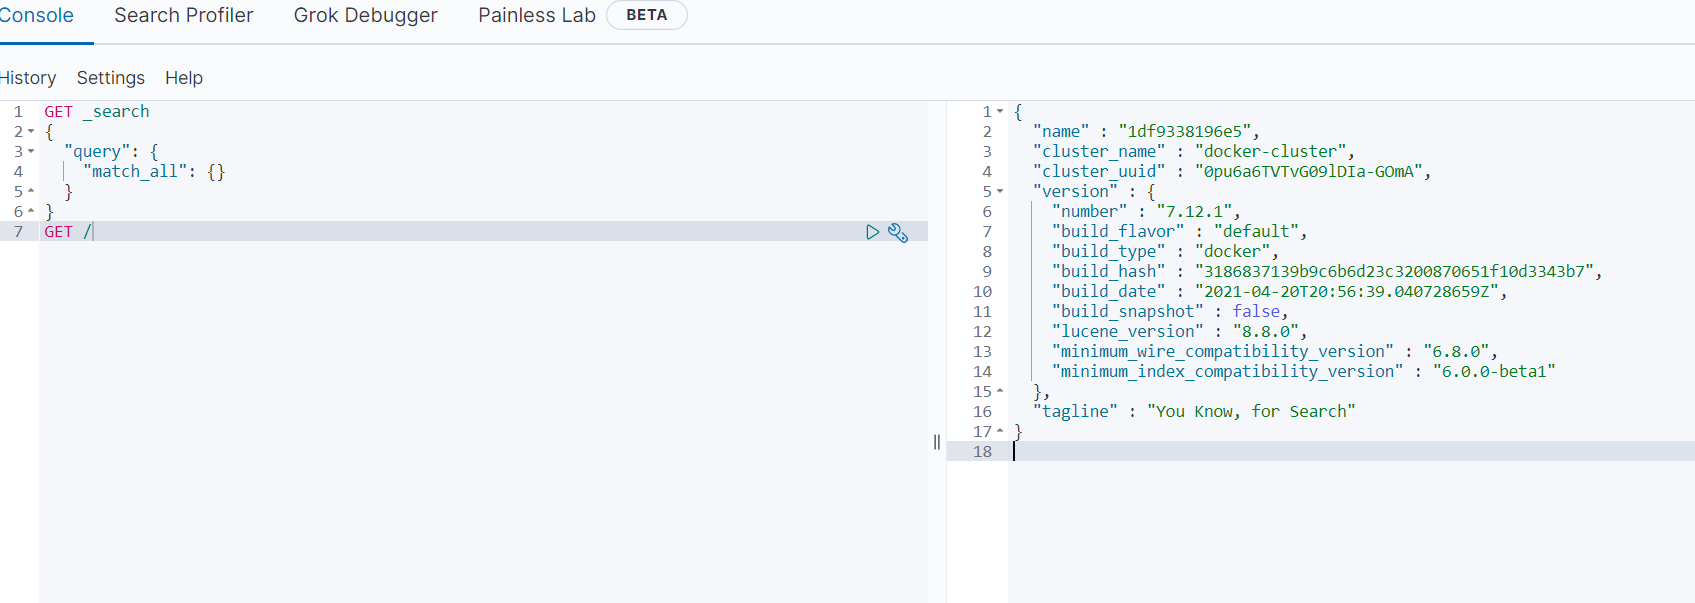 Console Search Profiler Grok Debugger Painless Lab BETA
History Settings Help
1 GET _search
2 {
3 "query": {
4 "match_all": {}
5 }
6 }
7 GET /
1 {
2 "name" : "1df9338196e5",
3 "cluster_name" : "docker-cluster",
4 "cluster_uuid" : "0pu6a6TVTvG09lDIa-GOmA",
5 "version" : {
6 "number" : "7.12.1",
7 "build_flavor" : "default",
8 "build_type" : "docker",
9 "build_hash" : "3186837139b9c6b6d23c3200870651f10d3343b7",
10 "build_date" : "2021-04-20T20:56:39.040728659Z",
11 "build_snapshot" : false,
12 "lucene_version" : "8.8.0",
13 "minimum_wire_compatibility_version" : "6.8.0",
14 "minimum_index_compatibility_version" : "6.0.0-beta1"
15 },
16 "tagline" : "You Know, for Search"
17 }
18